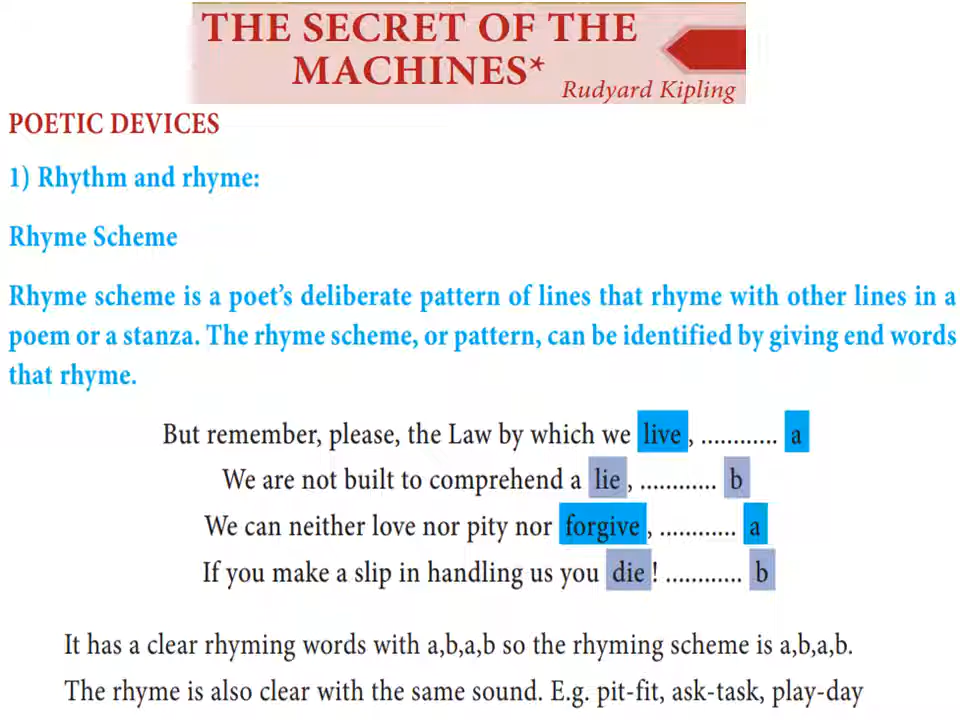 THE SECRET OF THE
MACHINES*
Rudyard Kipling
POETIC DEVICES
1) Rhythm and rhyme:
Rhyme Scheme
Rhyme scheme is a poet's deliberate pattern of lines that rhyme with other lines in a
poem or a stanza. The rhyme scheme, or pattern, can be identified by giving end words
that rhyme.
But remember, please, the Law by which we live, ............ a
We are not built to comprehend a lie, ............ b
We can neither love nor pity nor forgive, ............ a
If you make a slip in handling us you die! ............ b
It has a clear rhyming words with a,b,a,b so the rhyming scheme is a,b,a,b.
The rhyme is also clear with the same sound. E.g. pit-fit, ask-task, play-day